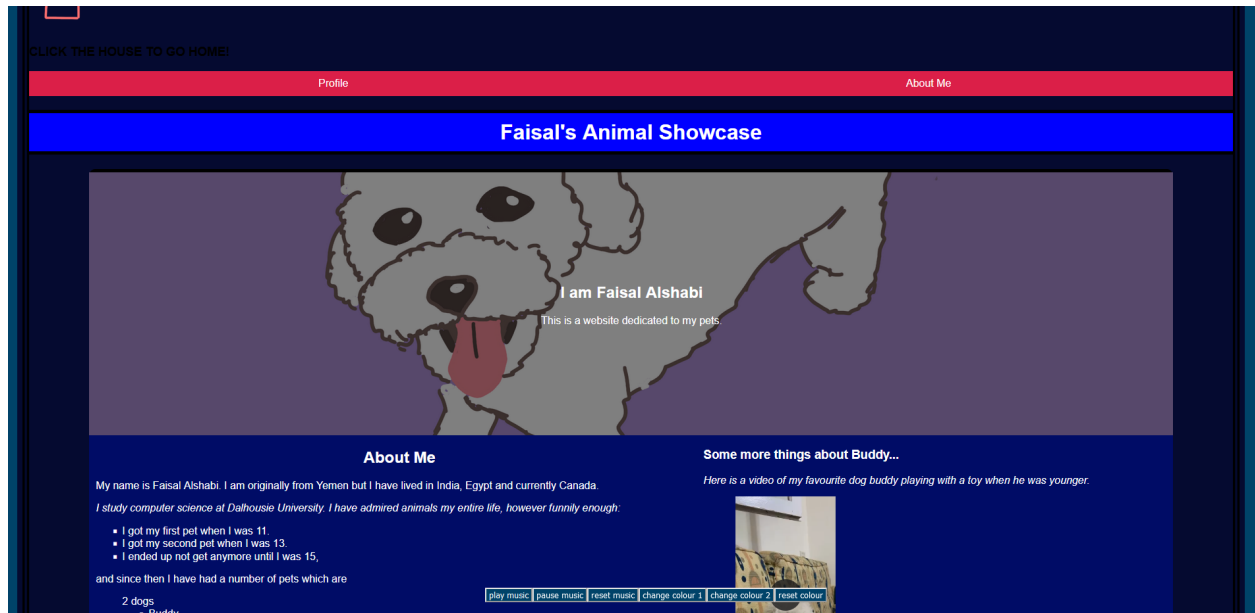 CLICK THE HOUSE TO GO HOME!
Profile
About Me
Faisal's Animal Showcase
I am Faisal Alshabi
This is a website dedicated to my pets.
About Me
My name is Faisal Alshabi. I am originally from Yemen but I have lived in India, Egypt and currently Canada.
I study computer science at Dalhousie University. I have admired animals my entire life, however funnily enough:
I got my first pet when I was 11.
I got my second pet when I was 13.
I ended up not get anymore until I was 15,
and since then I have had a number of pets which are
2 dogs
Buddy
Some more things about Buddy...
Here is a video of my favourite dog buddy playing with a toy when he was younger.
play music
pause music
reset music
change colour 1
change colour 2
reset colour